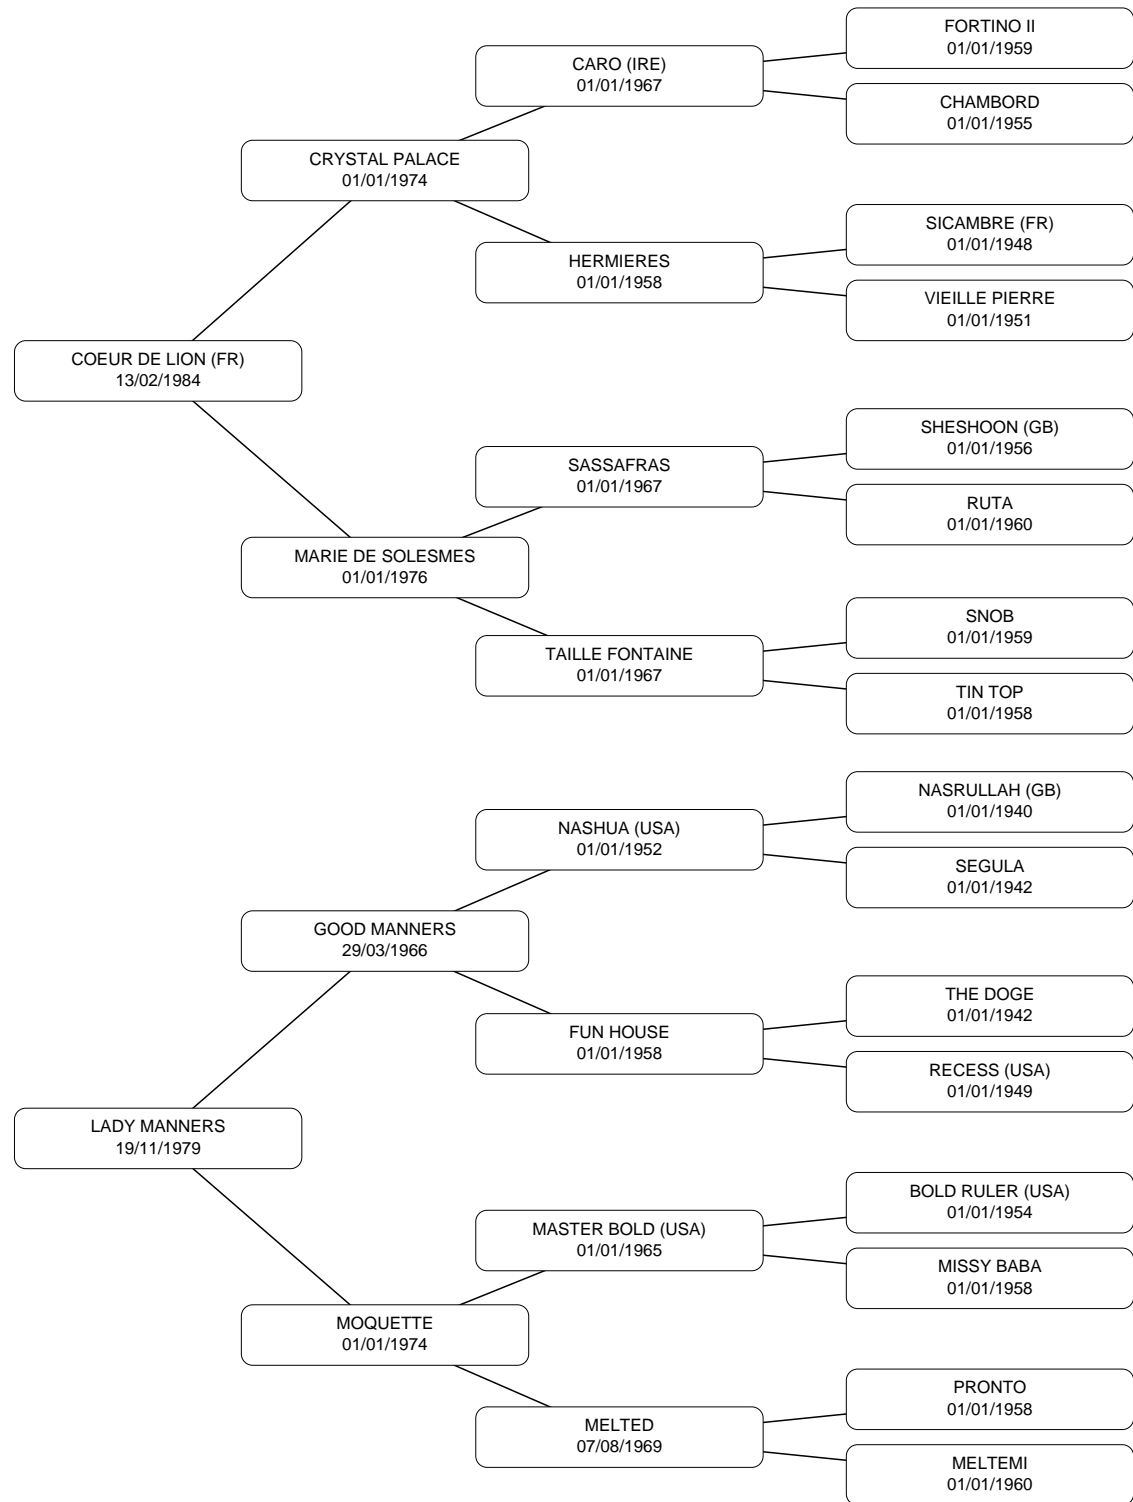 FORTINO II
01/01/1959
CARO (IRE)
01/01/1967
CHAMBORD
01/01/1955
CRYSTAL PALACE
01/01/1974
SICAMBRE (FR)
01/01/1948
HERMIERES
01/01/1958
VIEILLE PIERRE
01/01/1951
COEUR DE LION (FR)
13/02/1984
SHESHOON (GB)
01/01/1956
SASSAFRAS
01/01/1967
RUTA
01/01/1960
MARIE DE SOLESMES
01/01/1976
SNOB
01/01/1959
TAILLE FONTAINE
01/01/1967
TIN TOP
01/01/1958
NASRULLAH (GB)
01/01/1940
NASHUA (USA)
01/01/1952
SEGULA
01/01/1942
GOOD MANNERS
29/03/1966
THE DOGE
01/01/1942
FUN HOUSE
01/01/1958
RECESS (USA)
01/01/1949
LADY MANNERS
19/11/1979
BOLD RULER (USA)
01/01/1954
MASTER BOLD (USA)
01/01/1965
MISSY BABA
01/01/1958
MOQUETTE
01/01/1974
PRONTO
01/01/1958
MELTED
07/08/1969
MELTEMI
01/01/1960